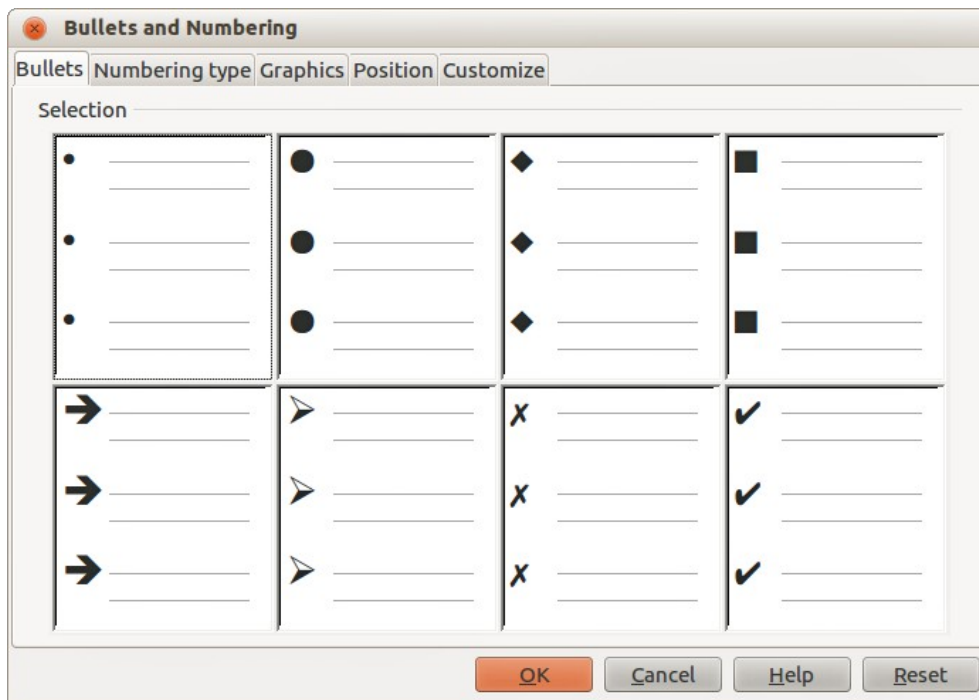 Bullets and Numbering
Bullets Numbering type Graphics Position Customize
Selection
OK Cancel Help Reset